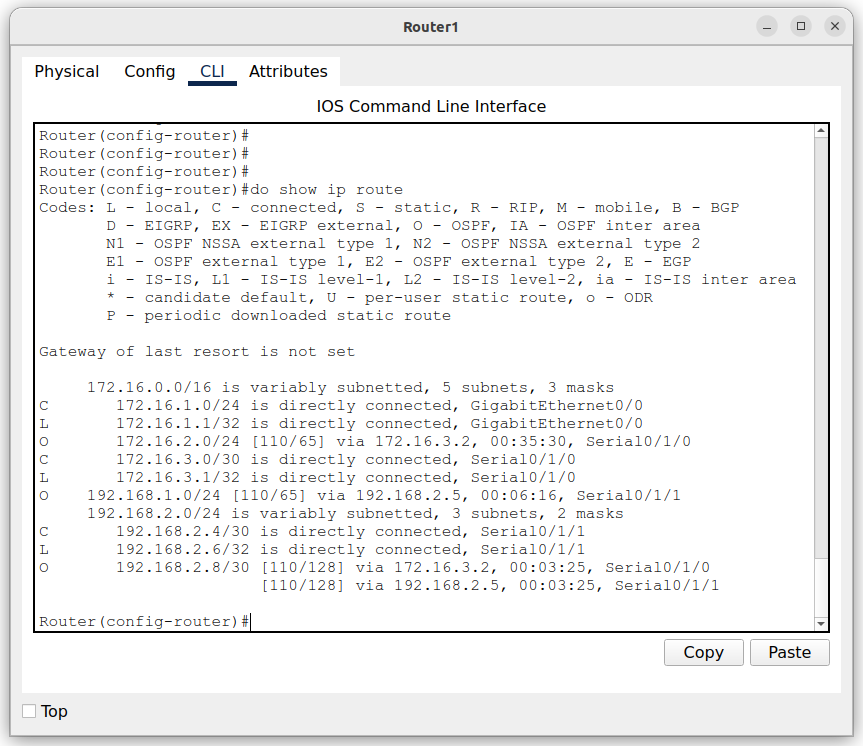 Router1
Physical Config CLI Attributes
IOS Command Line Interface
Router(config-router)#
Router(config-router)#
Router(config-router)#
Router(config-router)#do show ip route
Codes: L - local, C - connected, S - static, R - RIP, M - mobile, B - BGP
       D - EIGRP, EX - EIGRP external, O - OSPF, IA - OSPF inter area
       N1 - OSPF NSSA external type 1, N2 - OSPF NSSA external type 2
       E1 - OSPF external type 1, E2 - OSPF external type 2, E - EGP
       i - IS-IS, L1 - IS-IS level-1, L2 - IS-IS level-2, ia - IS-IS inter area
       * - candidate default, U - per-user static route, o - ODR
       P - periodic downloaded static route
Gateway of last resort is not set
     172.16.0.0/16 is variably subnetted, 5 subnets, 3 masks
C       172.16.1.0/24 is directly connected, GigabitEthernet0/0
L       172.16.1.1/32 is directly connected, GigabitEthernet0/0
O       172.16.2.0/24 [110/65] via 172.16.3.2, 00:35:30, Serial0/1/0
C       172.16.3.0/30 is directly connected, Serial0/1/0
L       172.16.3.1/32 is directly connected, Serial0/1/0
O    192.168.1.0/24 [110/65] via 192.168.2.5, 00:06:16, Serial0/1/1
     192.168.2.0/24 is variably subnetted, 3 subnets, 2 masks
C       192.168.2.4/30 is directly connected, Serial0/1/1
L       192.168.2.6/32 is directly connected, Serial0/1/1
O       192.168.2.8/30 [110/128] via 172.16.3.2, 00:03:25, Serial0/1/0
                       [110/128] via 192.168.2.5, 00:03:25, Serial0/1/1
Router(config-router)#
Copy Paste
Top